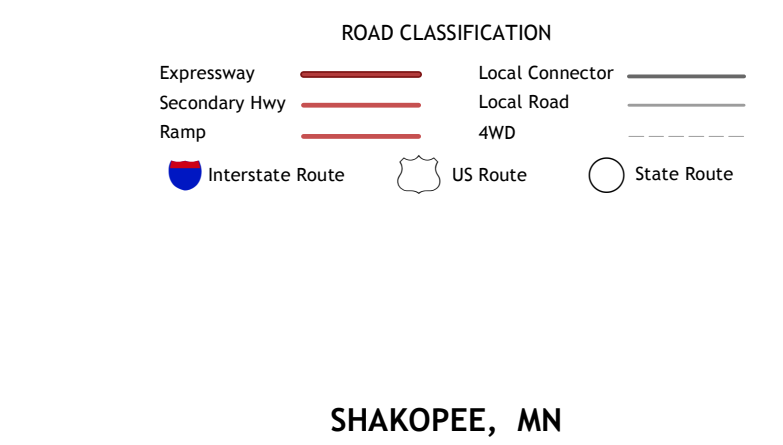 ROAD CLASSIFICATION
Expressway
Local Connector
Secondary Hwy
Local Road
Ramp
4WD
Interstate Route
US Route
State Route
SHAKOPEE, MN